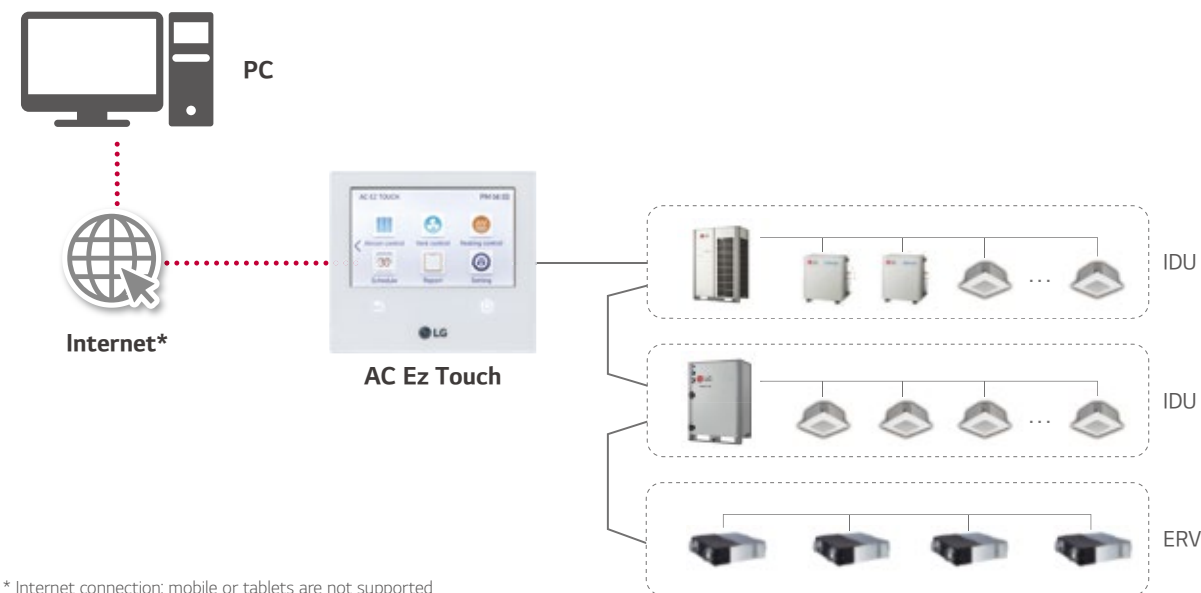 PC
Internet*
AC EZ TOUCH
Schedule
Report
Setting
LG
AC Ez Touch
IDU
LG
IDU
ERV
* Internet connection: mobile or tablets are not supported